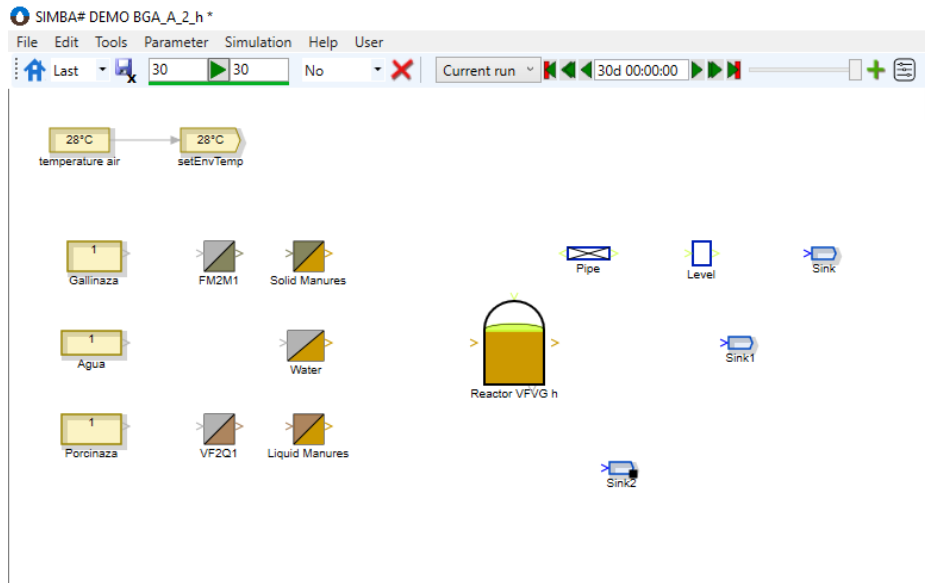 SIMBA# DEMO BGA_A_2_h *
File Edit Tools Parameter Simulation Help User
Last 30 30 No Current run 30d 00:00:00
28°C 28°C
temperature air setEnvTemp
1
Gallinaza FM2M1 Solid Manures Pipe Level Sink
1
Agua Water Reactor VFVG h Sink1
1
Porcinaza VF2Q1 Liquid Manures
Sink2